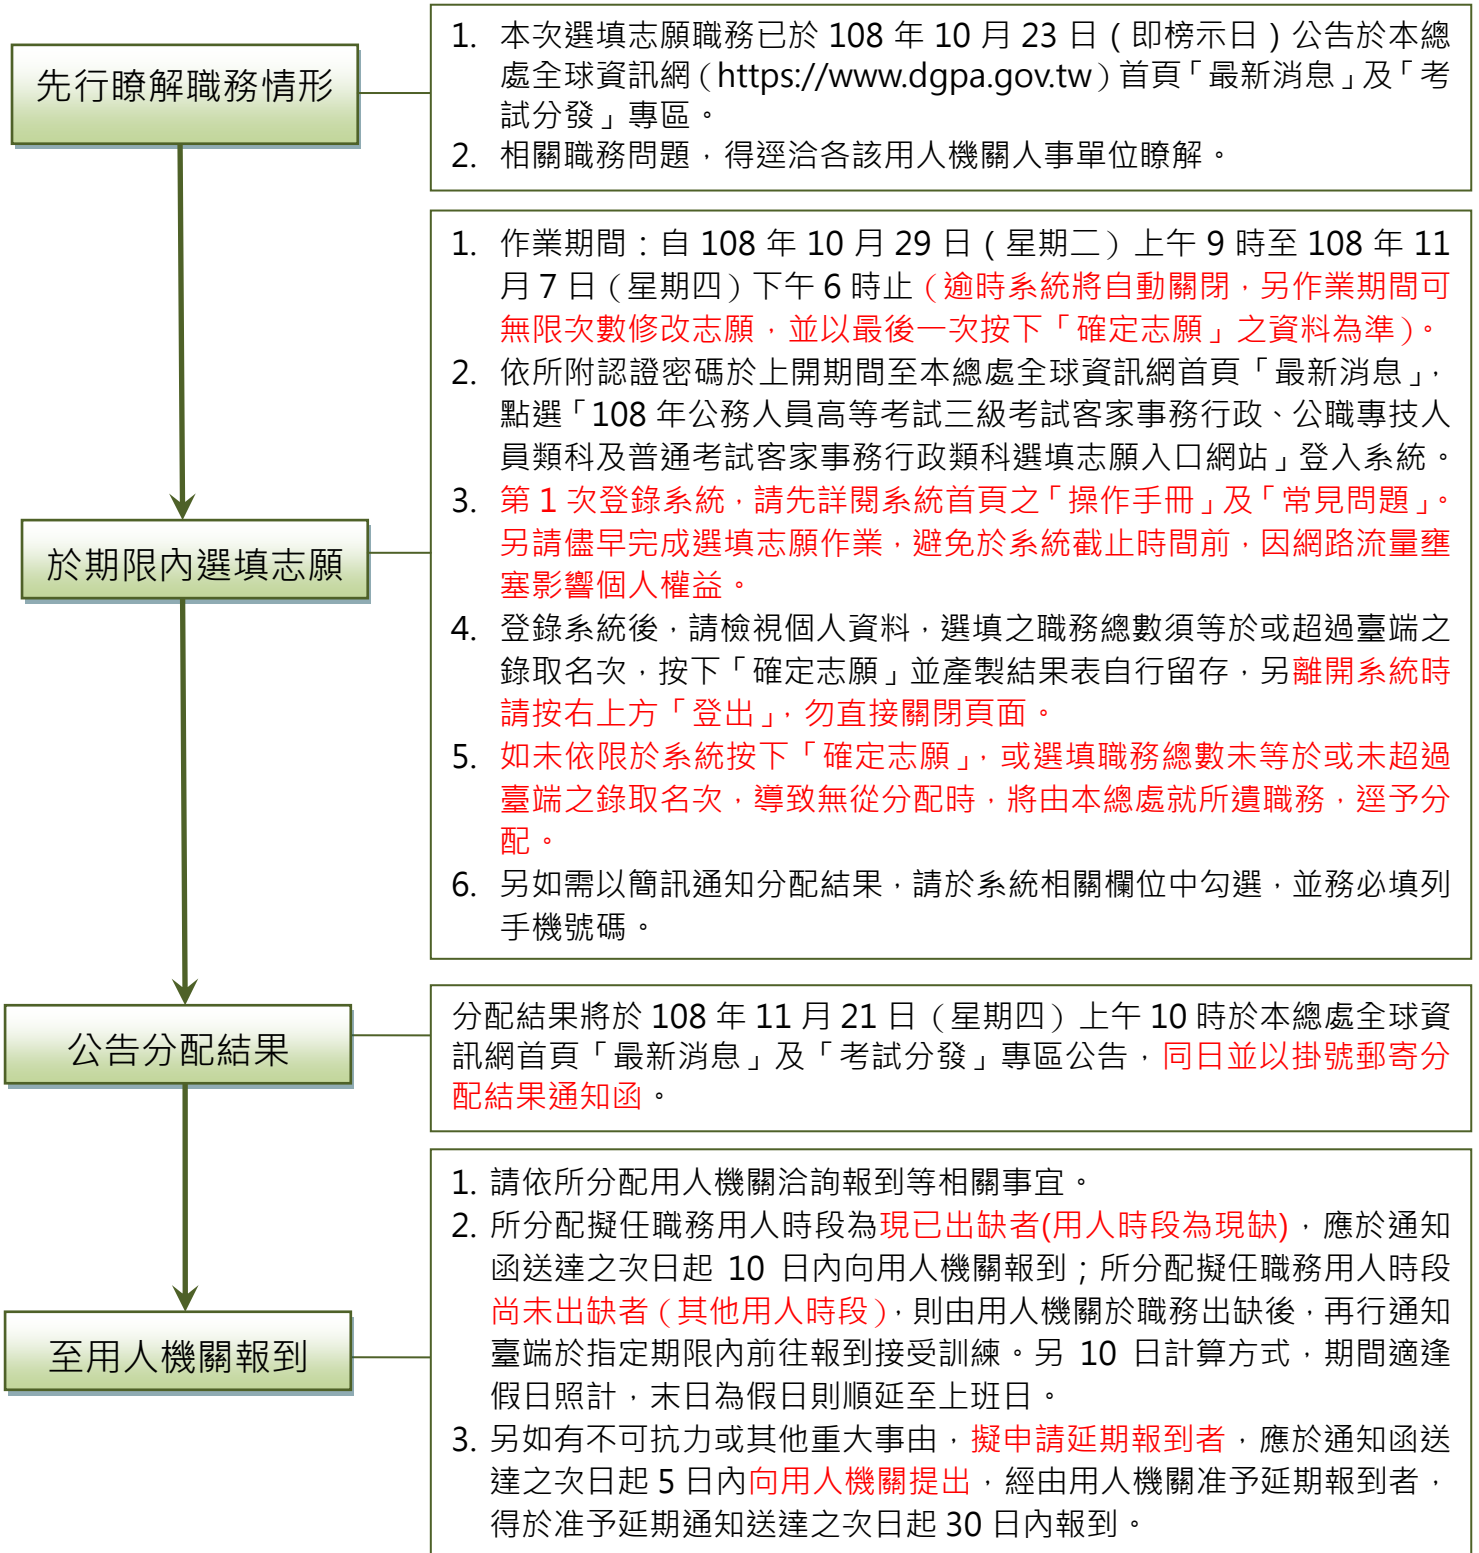 先行瞭解職務情形
1. 本次選填志願職務已於 108 年 10 月 23 日（即榜示日）公告於本總
處全球資訊網（https://www.dgpa.gov.tw）首頁「最新消息」及「考
試分發」專區。
2. 相關職務問題，得逕洽各該用人機關人事單位瞭解。
於期限內選填志願
1. 作業期間：自 108 年 10 月 29 日（星期二）上午 9 時至 108 年 11
月 7 日（星期四）下午 6 時止（逾時系統將自動關閉，另作業期間可
無限次數修改志願，並以最後一次按下「確定志願」之資料為準）。
2. 依所附認證密碼於上開期間至本總處全球資訊網首頁「最新消息」，
點選「108 年公務人員高等考試三級考試客家事務行政、公職專技人
員類科及普通考試客家事務行政類科選填志願入口網站」登入系統。
3. 第 1 次登錄系統，請先詳閱系統首頁之「操作手冊」及「常見問題」。
另請儘早完成選填志願作業，避免於系統截止時間前，因網路流量壅
塞影響個人權益。
4. 登錄系統後，請檢視個人資料，選填之職務總數須等於或超過臺端之
錄取名次，按下「確定志願」並產製結果表自行留存，另離開系統時
請按右上方「登出」，勿直接關閉頁面。
5. 如未依限於系統按下「確定志願」，或選填職務總數未等於或未超過
臺端之錄取名次，導致無從分配時，將由本總處就所遺職務，逕予分
配。
6. 另如需以簡訊通知分配結果，請於系統相關欄位中勾選，並務必填列
手機號碼。
公告分配結果
分配結果將於 108 年 11 月 21 日（星期四）上午 10 時於本總處全球資
訊網首頁「最新消息」及「考試分發」專區公告，同日並以掛號郵寄分
配結果通知函。
至用人機關報到
1. 請依所分配用人機關洽詢報到等相關事宜。
2. 所分配擬任職務用人時段為現已出缺者(用人時段為現缺)，應於通知
函送達之次日起 10 日內向用人機關報到；所分配擬任職務用人時段
尚未出缺者（其他用人時段），則由用人機關於職務出缺後，再行通知
臺端於指定期限內前往報到接受訓練。另 10 日計算方式，期間適逢
假日照計，末日為假日則順延至上班日。
3. 另如有不可抗力或其他重大事由，擬申請延期報到者，應於通知函送
達之次日起 5 日內向用人機關提出，經由用人機關准予延期報到者，
得於准予延期通知送達之次日起 30 日內報到。